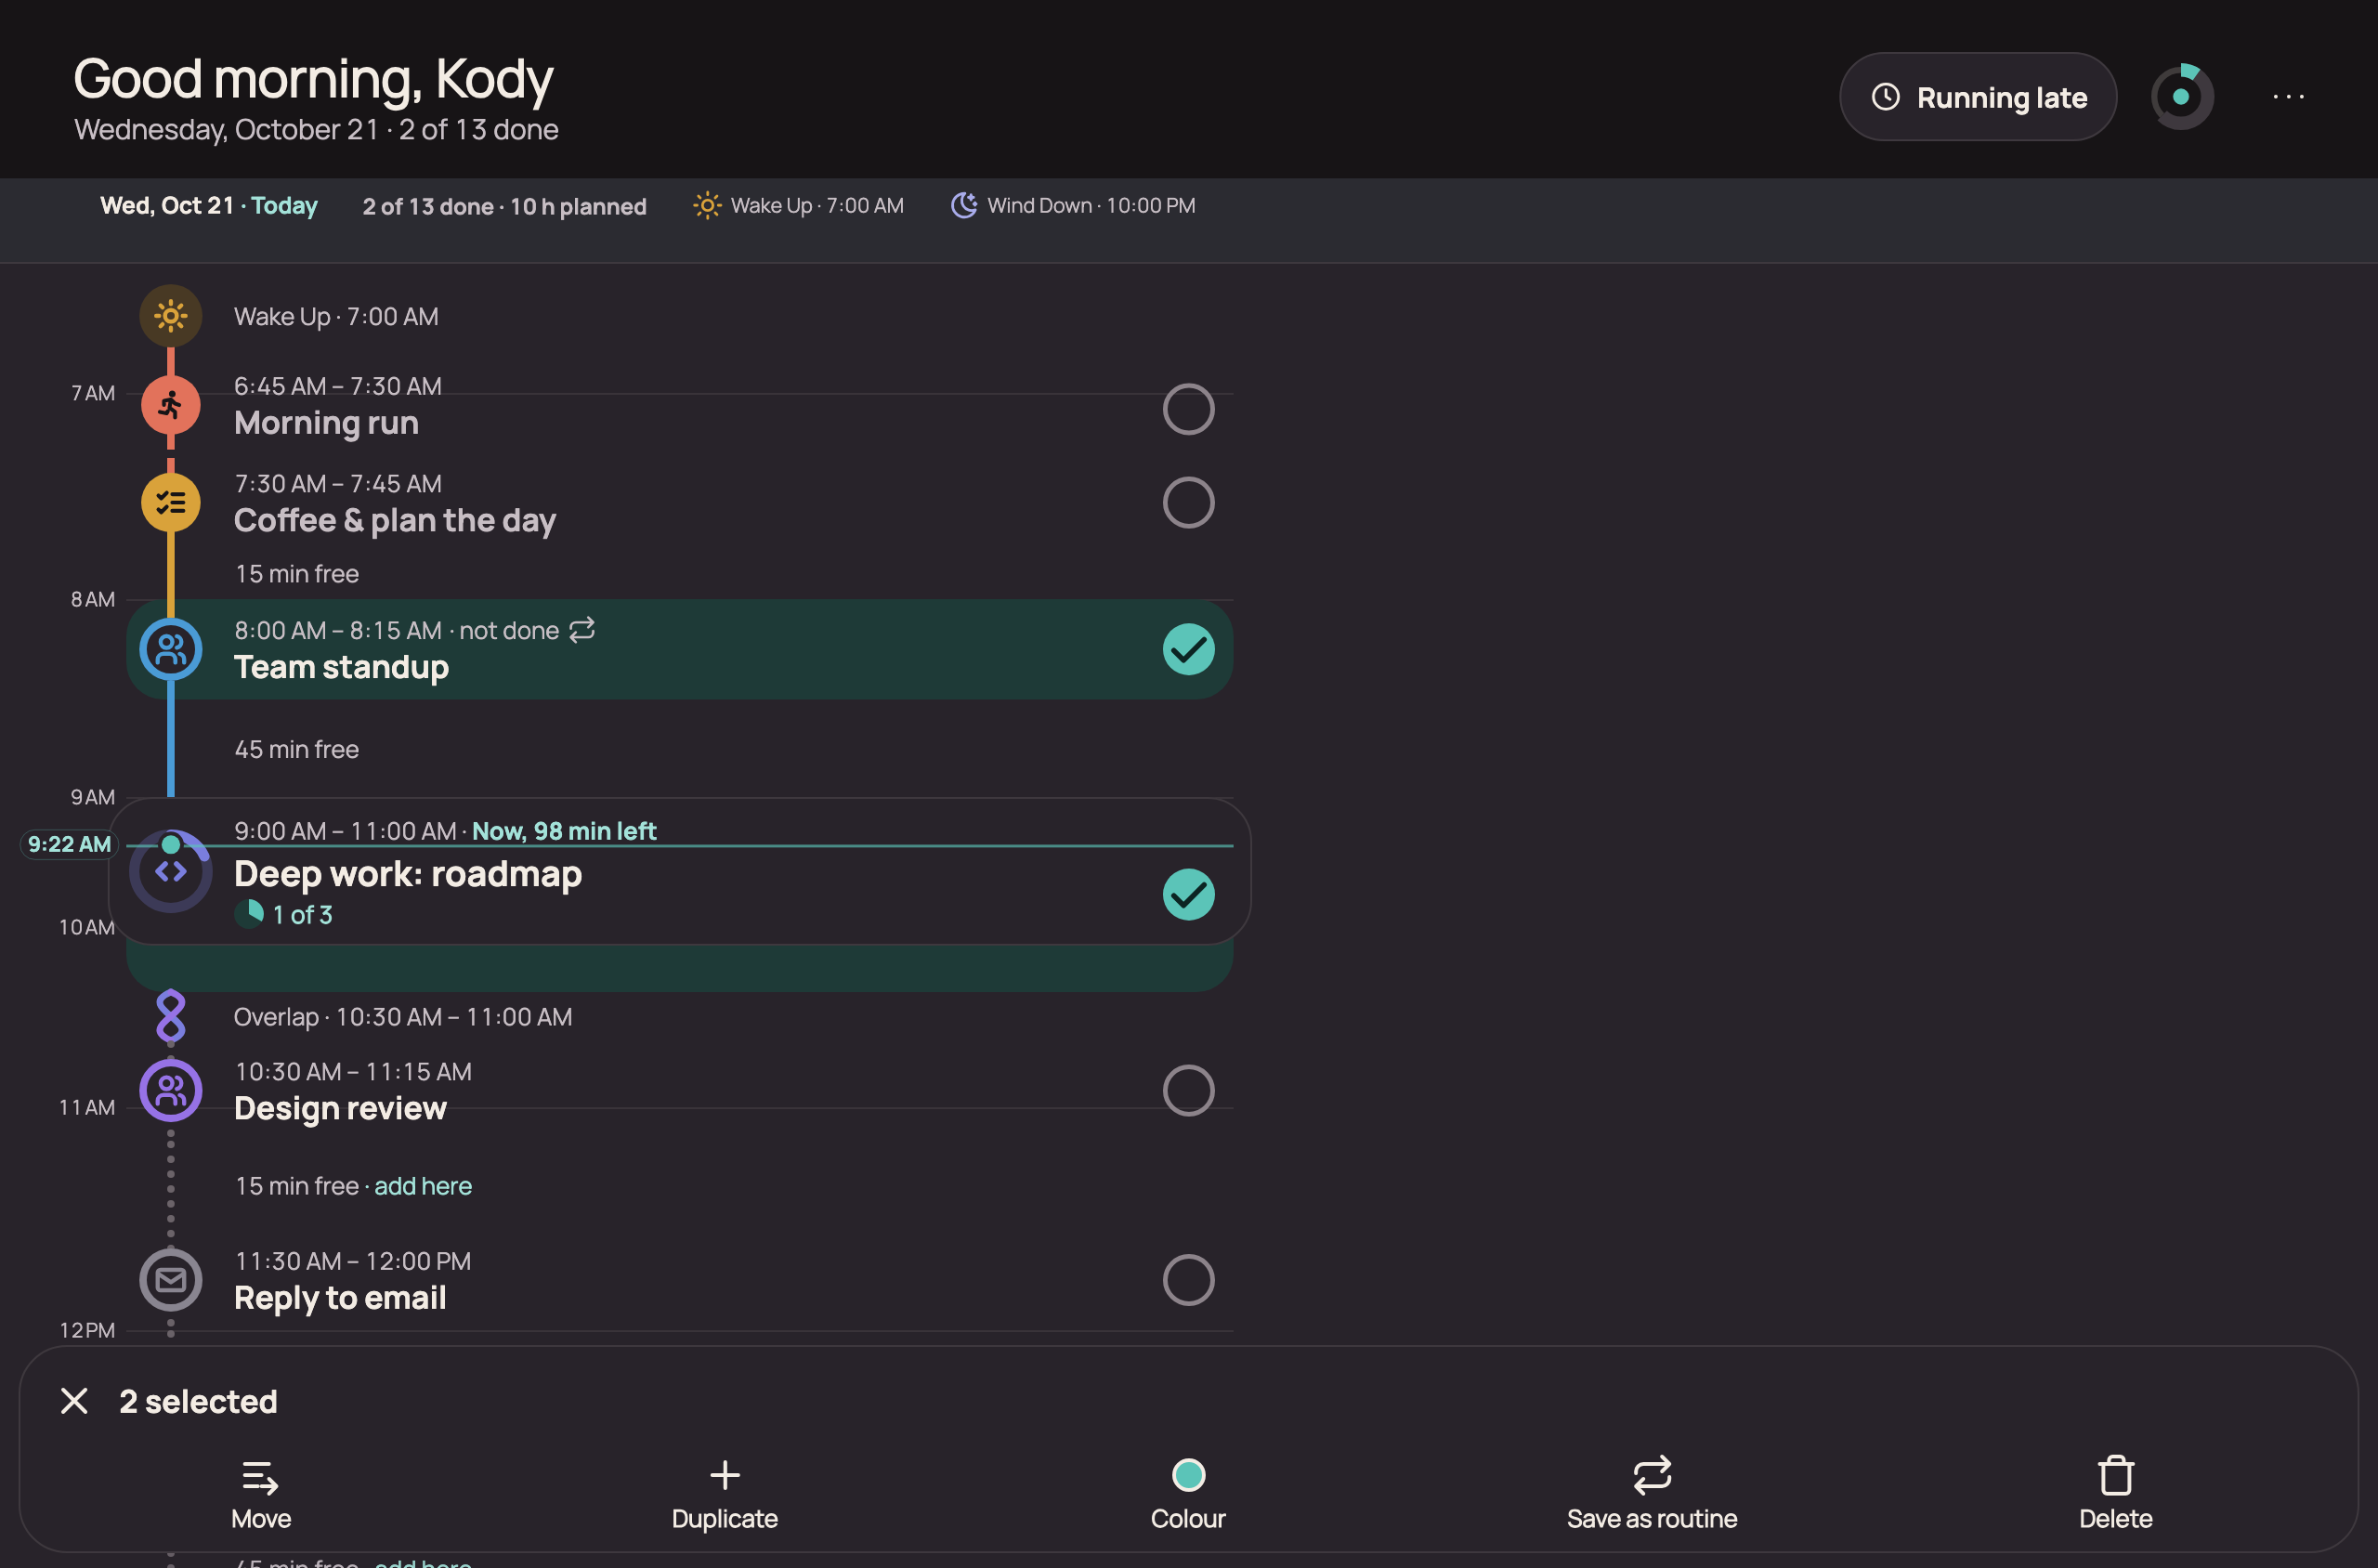 Good morning, Kody
Wednesday, October 21 · 2 of 13 done
Running late
Wed, Oct 21 · Today
2 of 13 done · 10 h planned
Wake Up · 7:00 AM
Wind Down · 10:00 PM
Wake Up · 7:00 AM
7 AM
6:45 AM – 7:30 AM
Morning run
7:30 AM – 7:45 AM
Coffee & plan the day
15 min free
8 AM
8:00 AM – 8:15 AM · not done
Team standup
45 min free
9 AM
9:00 AM – 11:00 AM · Now, 98 min left
9:22 AM
Deep work: roadmap
1 of 3
10 AM
Overlap · 10:30 AM – 11:00 AM
10:30 AM – 11:15 AM
11 AM
Design review
15 min free · add here
11:30 AM – 12:00 PM
Reply to email
12 PM
2 selected
Move
Duplicate
Colour
Save as routine
Delete
45 min free · add here